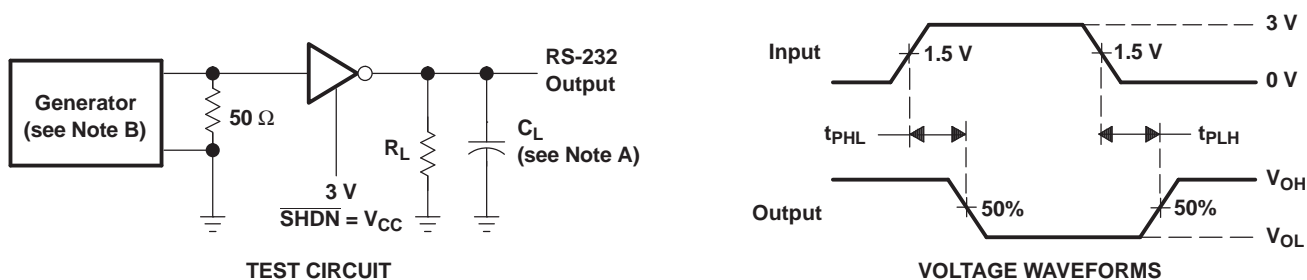 Generator
(see Note B)
50 Ω
3 V
SHDN = VCC
RL
CL
(see Note A)
RS-232
Output
TEST CIRCUIT
Input
1.5 V
1.5 V
3 V
0 V
tPHL
tPLH
Output
50%
50%
VOH
VOL
VOLTAGE WAVEFORMS